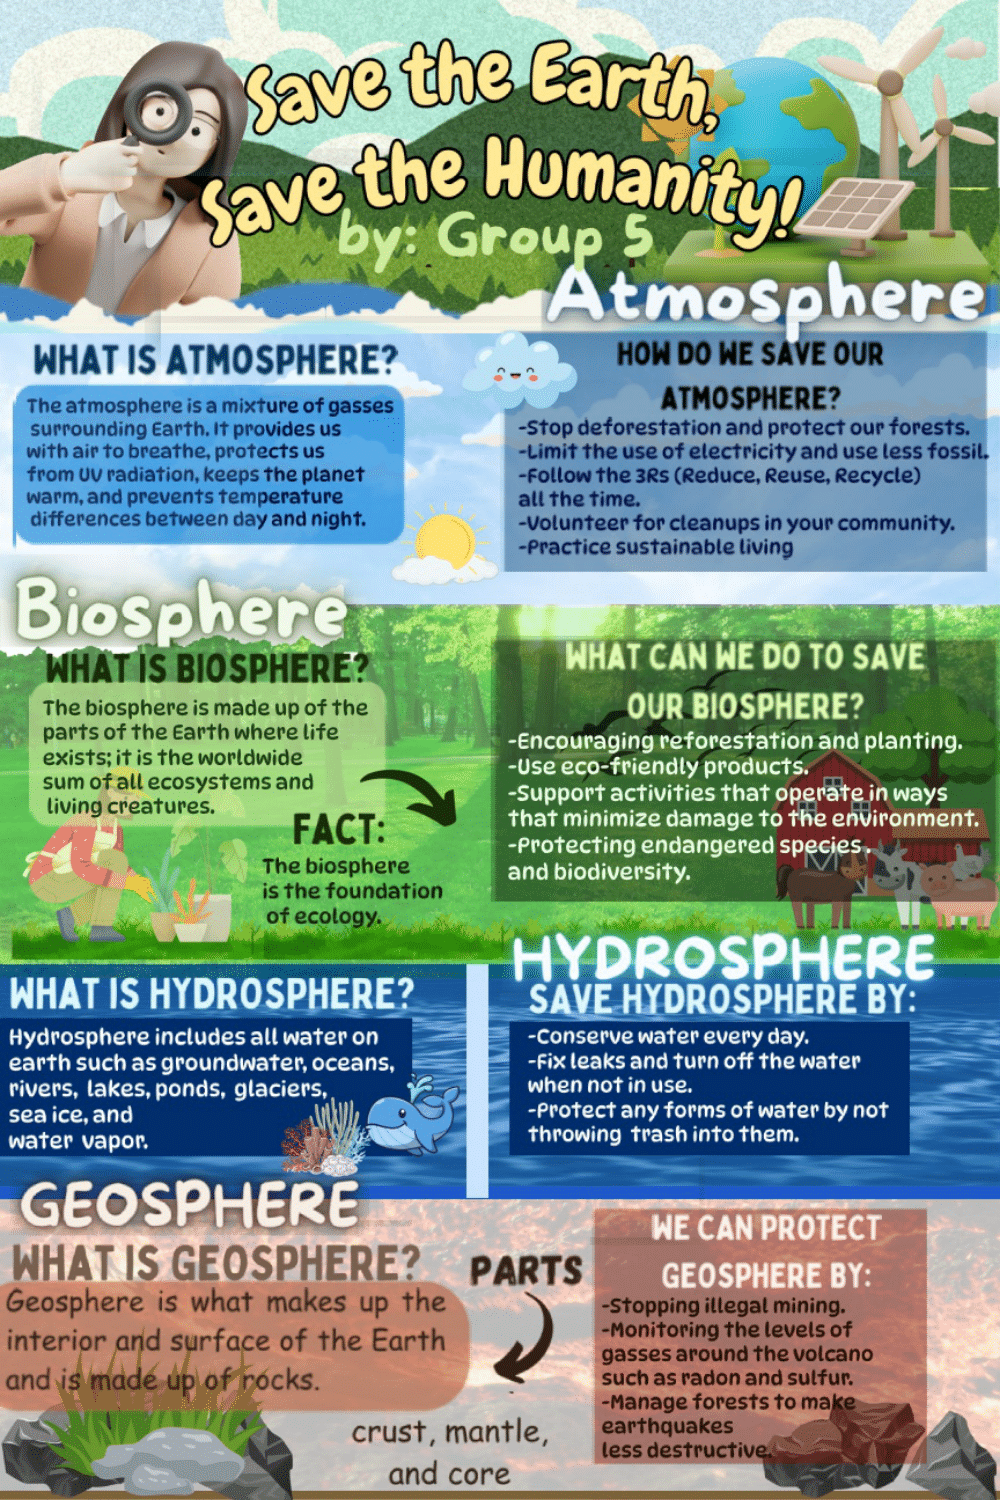 Save the Earth,
Save the Humanity!
by: Group 5
Atmosphere
WHAT IS ATMOSPHERE?
The atmosphere is a mixture of gasses
surrounding Earth. It provides us
with air to breathe, protects us
from UV radiation, keeps the planet
warm, and prevents temperature
differences between day and night.
HOW DO WE SAVE OUR
ATMOSPHERE?
-Stop deforestation and protect our forests.
-Limit the use of electricity and use less fossil.
-Follow the 3Rs (Reduce, Reuse, Recycle)
all the time.
-Volunteer for cleanups in your community.
-Practice sustainable living
Biosphere
WHAT IS BIOSPHERE?
The biosphere is made up of the
parts of the Earth where life
exists; it is the worldwide
sum of all ecosystems and
living creatures.
FACT:
The biosphere
is the foundation
of ecology.
WHAT CAN WE DO TO SAVE
OUR BIOSPHERE?
-Encouraging reforestation and planting.
-Use eco-friendly products.
-Support activities that operate in ways
that minimize damage to the environment.
-Protecting endangered species.
and biodiversity.
HYDROSPHERE
WHAT IS HYDROSPHERE?
Hydrosphere includes all water on
earth such as groundwater, oceans,
rivers, lakes, ponds, glaciers,
sea ice, and
water vapor.
SAVE HYDROSPHERE BY:
-Conserve water every day.
-Fix leaks and turn off the water
when not in use.
-Protect any forms of water by not
throwing trash into them.
GEOSPHERE
WHAT IS GEOSPHERE?
Geosphere is what makes up the
interior and surface of the Earth
and is made up of rocks.
PARTS
crust, mantle,
and core
WE CAN PROTECT
GEOSPHERE BY:
-Stopping illegal mining.
-Monitoring the levels of
gasses around the volcano
such as radon and sulfur.
-Manage forests to make
earthquakes
less destructive.